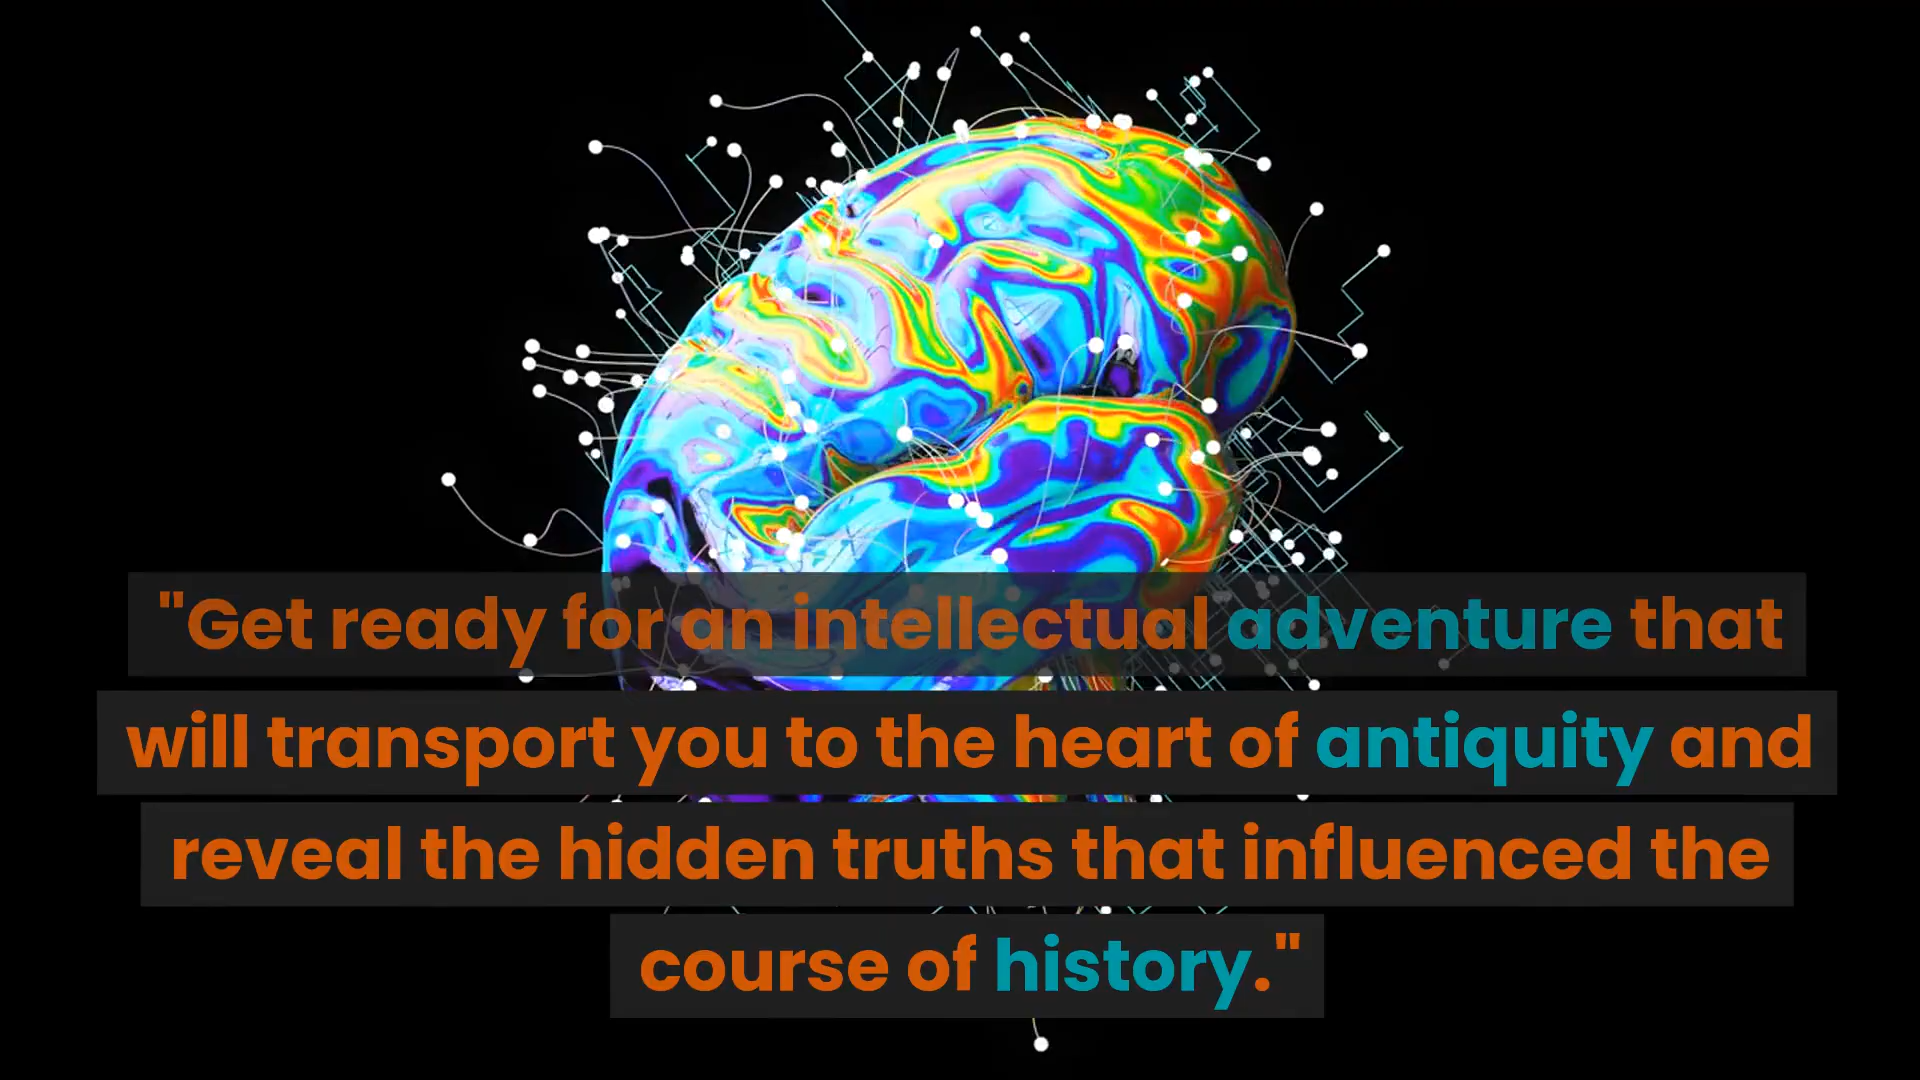 "Get ready for an intellectual adventure that
will transport you to the heart of antiquity and
reveal the hidden truths that influenced the
course of history."